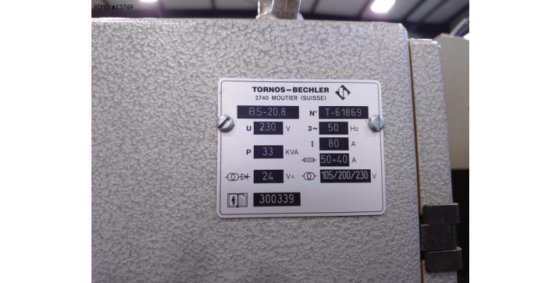 TORNOS-BECHLER
2740 MOUTIER (SUISSE)
BS-20.8 N° T-61869
U 230 V 3~ 50 Hz
I 80 A
P 33 KVA
50+40 A
24 V= 105/200/230 V
300339